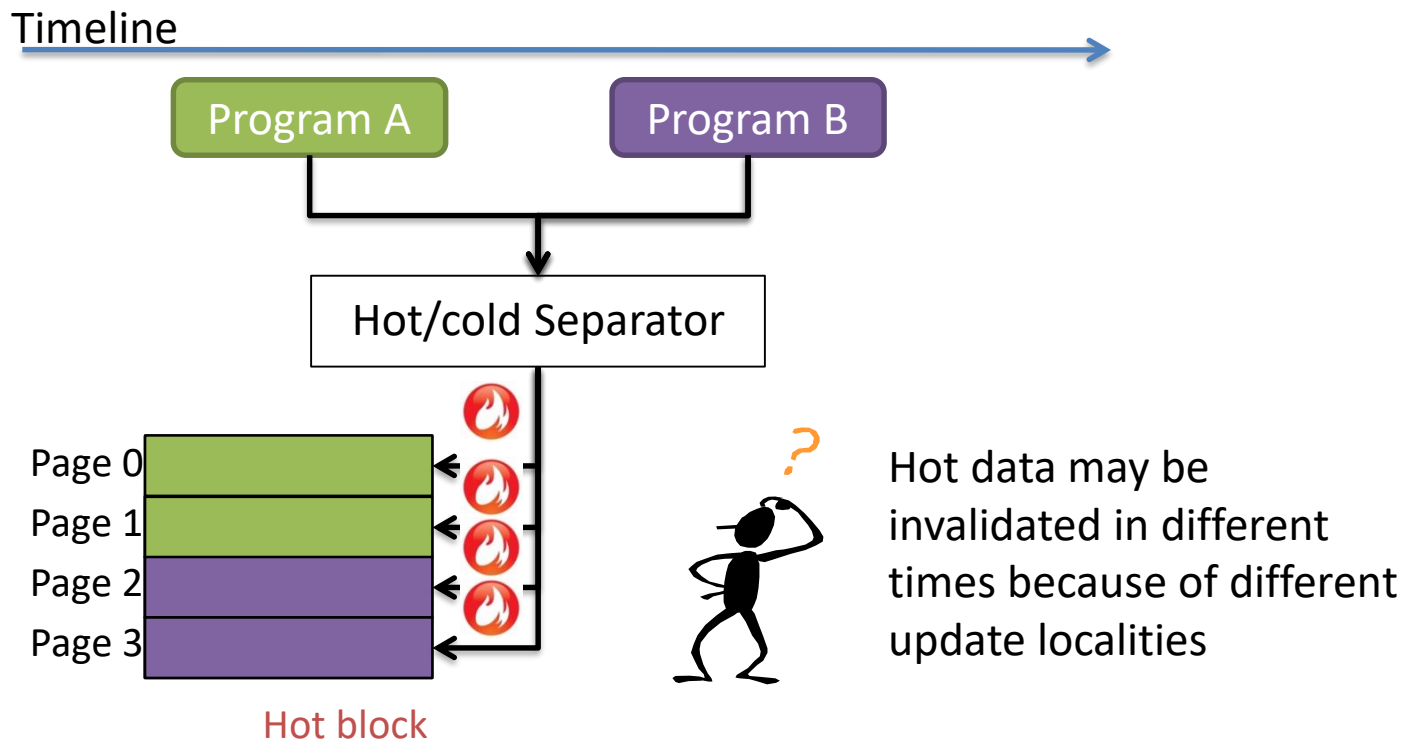 Timeline
Program A
Program B
Hot/cold Separator
Page 0
Page 1
Page 2
Page 3
Hot block
?
Hot data may be
invalidated in different
times because of different
update localities